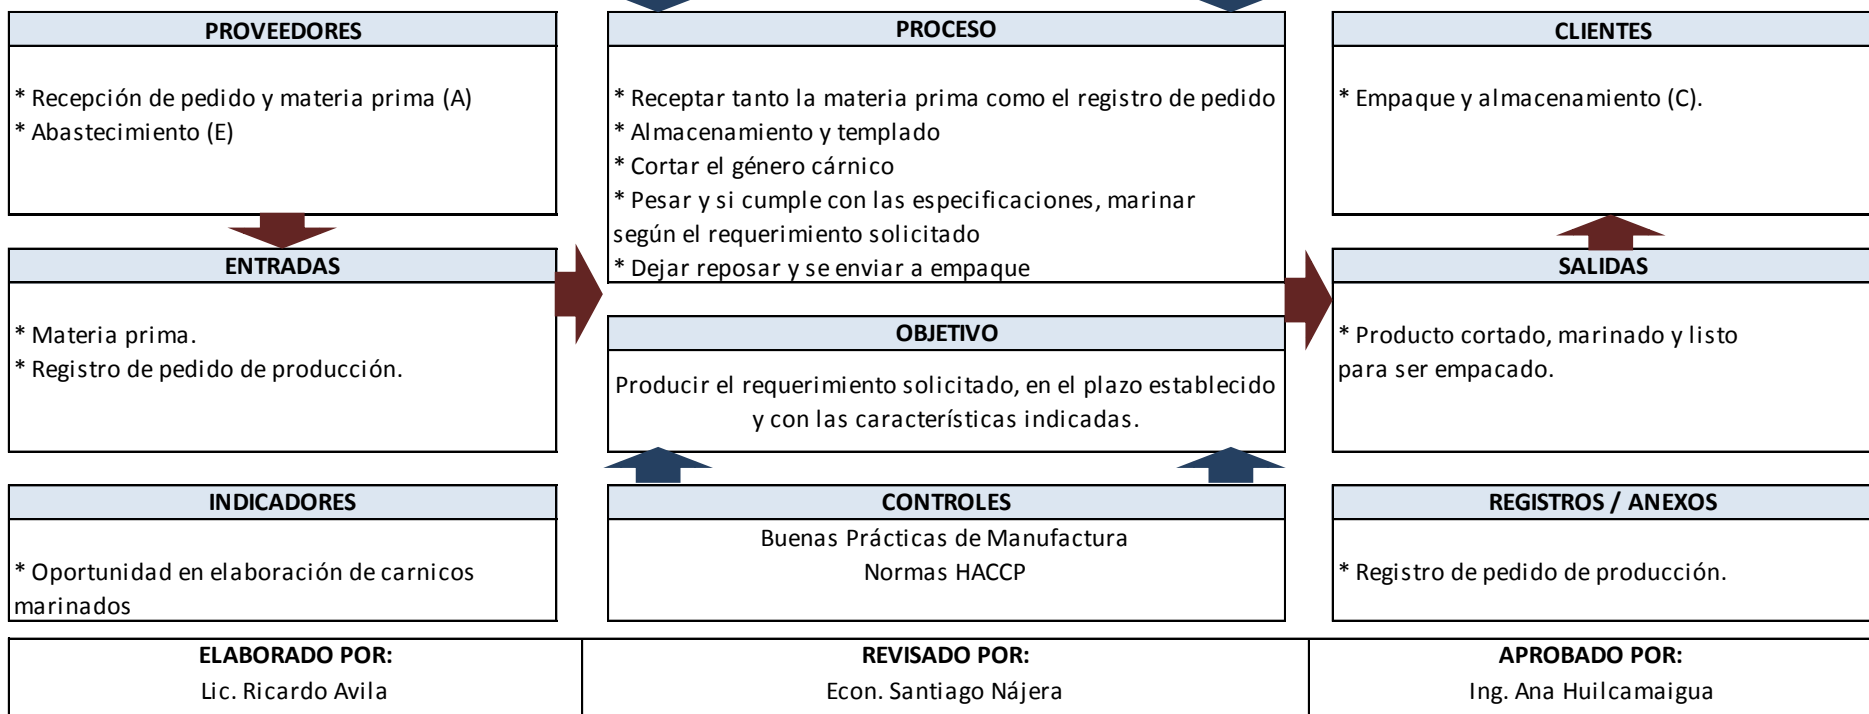 PROVEEDORES
* Recepción de pedido y materia prima (A)
* Abastecimiento (E)
PROCESO
* Receptar tanto la materia prima como el registro de pedido
* Almacenamiento y templado
* Cortar el género cárnico
* Pesar y si cumple con las especificaciones, marinar
según el requerimiento solicitado
* Dejar reposar y se enviar a empaque
CLIENTES
* Empaque y almacenamiento (C).
ENTRADAS
* Materia prima.
* Registro de pedido de producción.
OBJETIVO
Producir el requerimiento solicitado, en el plazo establecido
y con las características indicadas.
SALIDAS
* Producto cortado, marinado y listo
para ser empacado.
INDICADORES
* Oportunidad en elaboración de carnicos
marinados
CONTROLES
Buenas Prácticas de Manufactura
Normas HACCP
REGISTROS / ANEXOS
* Registro de pedido de producción.
ELABORADO POR:
Lic. Ricardo Avila
REVISADO POR:
Econ. Santiago Nájera
APROBADO POR:
Ing. Ana Huilcamaigua